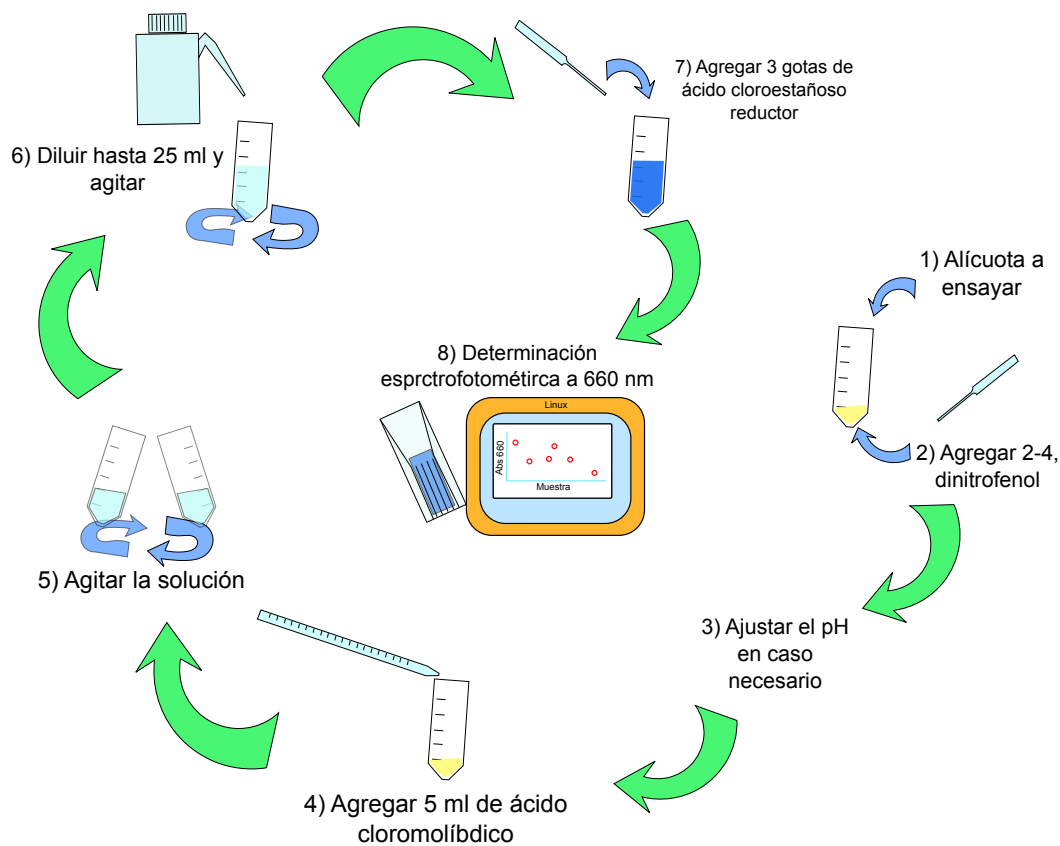 1) Alícuota a
ensayar
2) Agregar 2-4,
dinitrofenol
3) Ajustar el pH
en caso
necesario
4) Agregar 5 ml de ácido
cloromolíbdico
5) Agitar la solución
6) Diluir hasta 25 ml y
agitar
7) Agregar 3 gotas de
ácido cloroestañoso
reductor
8) Determinación
esprctrofotométirca a 660 nm
Linux
Abs 660
Muestra